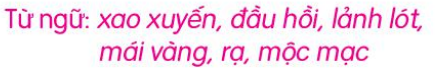 Từ ngữ: xao xuyến, đầu hồi, lảnh lót,
mái vàng, rạ, mộc mạc